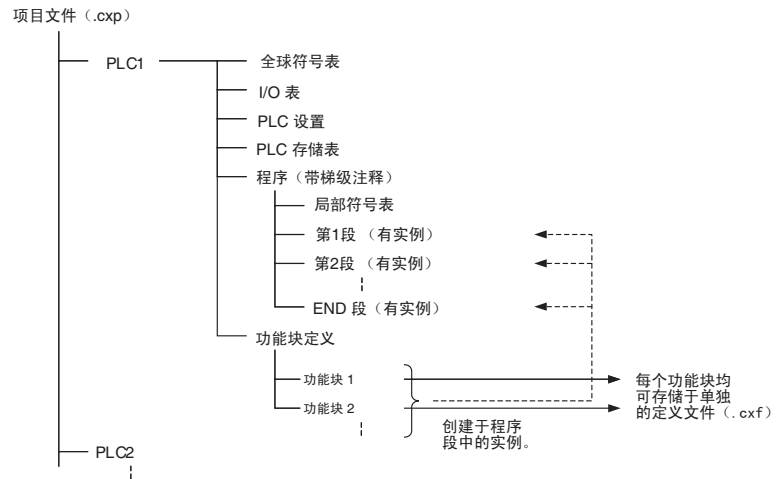 项目文件（.cxp）
PLC1
全球符号表
I/O 表
PLC 设置
PLC 存储表
程序（带梯级注释）
局部符号表
第1段 （有实例）
第2段 （有实例）
END 段（有实例）
功能块定义
功能块 1
功能块 2
创建于程序
段中的实例。
每个功能块均
可存储于单独
的定义文件（.cxf）
PLC2